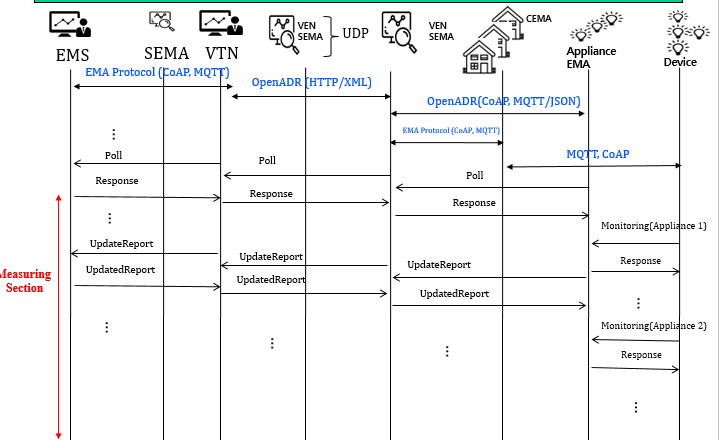 EMS
SEMA
VTN
VEN
SEMA
UDP
VEN
SEMA
CEMA
Appliance
EMA
Device
EMA Protocol (CoAP, MQTT)
OpenADR (HTTP/XML)
OpenADR(CoAP, MQTT/JSON)
EMA Protocol (CoAP, MQTT)
MQTT, CoAP
Poll
Poll
Poll
Response
Response
Response
Monitoring(Appliance 1)
UpdateReport
UpdateReport
UpdateReport
Response
Measuring
Section
UpdatedReport
UpdatedReport
UpdatedReport
Monitoring(Appliance 2)
Response